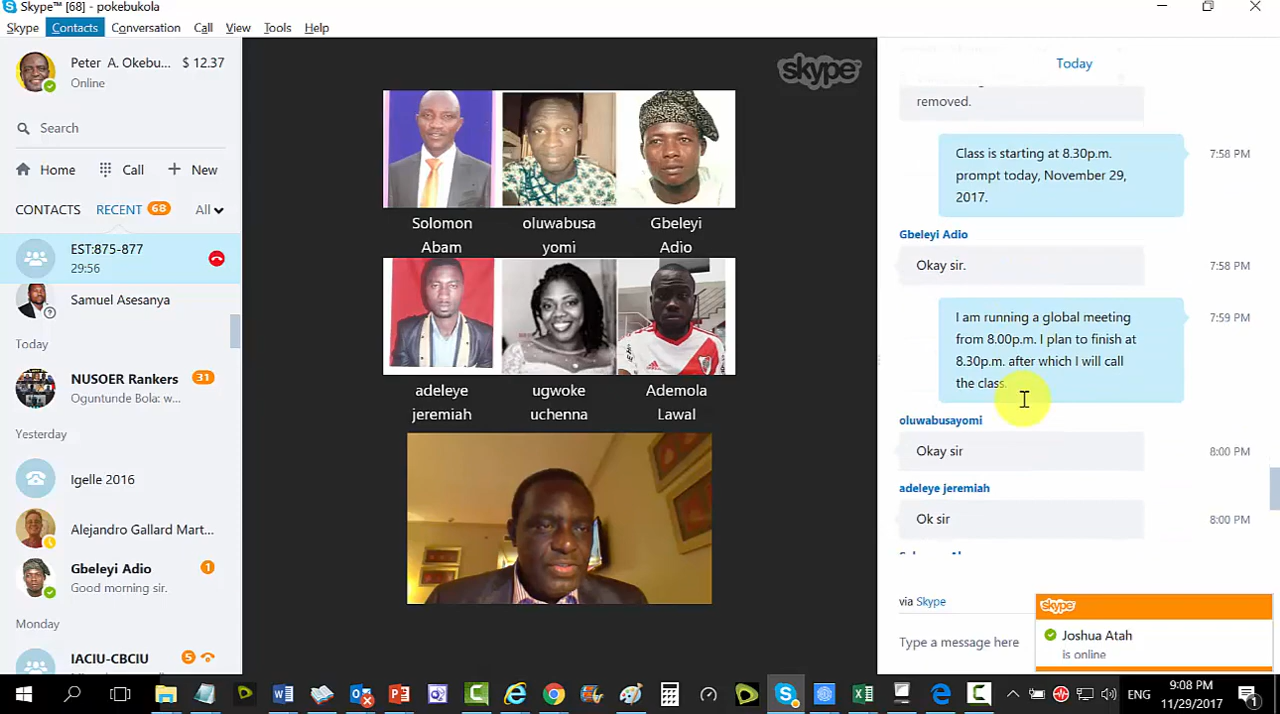 Skype™ [68] - pokebukola
Skype Contacts Conversation Call View Tools Help
Peter A. Okebu... $ 12.37
Online
Search
Home Call New
CONTACTS RECENT 68 All
EST:875-877
29:56
Samuel Asesanya
Today
NUSOER Rankers 31
Oguntunde Bola: w...
Yesterday
Igelle 2016
Alejandro Gallard Mart...
Gbeleyi Adio 1
Good morning sir.
Monday
IACIU-CBCIU 5
skype
Solomon
Abam
oluwabusa
yomi
Gbeleyi
Adio
adeleye
jeremiah
ugwoke
uchenna
Ademola
Lawal
Today
removed.
Class is starting at 8.30p.m. 7:58 PM
prompt today, November 29,
2017.
Gbeleyi Adio
Okay sir. 7:58 PM
I am running a global meeting 7:59 PM
from 8.00p.m. I plan to finish at
8.30p.m. after which I will call
the class.
oluwabusayomi
Okay sir 8:00 PM
adeleye jeremiah
Ok sir 8:00 PM
via Skype
Type a message here
skype
Joshua Atah
is online
ENG
9:08 PM
11/29/2017
1